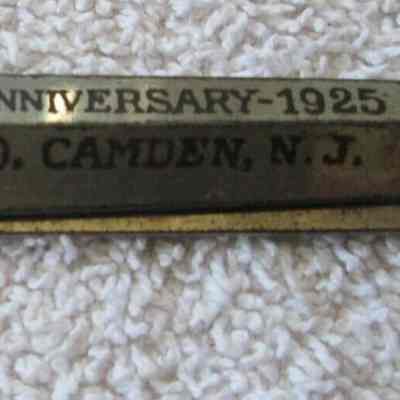 NNIVERSARY-1925
O. CAMDEN, N.J.